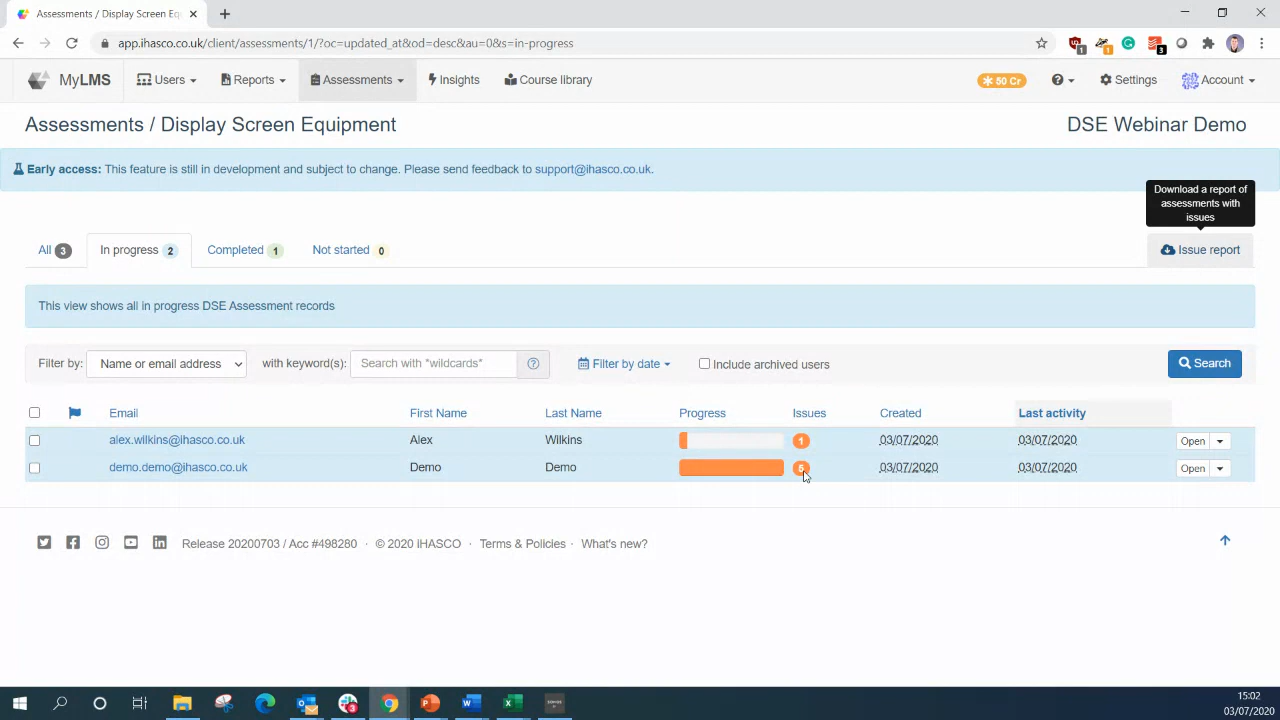 Assessments / Display Screen Equ
app.ihasco.co.uk/client/assessments/1/?oc=updated_at&od=desc&au=0&s=in-progress
1
1
3
MyLMS
Users
Reports
Assessments
Insights
Course library
50 Cr
Settings
Account
Assessments / Display Screen Equipment
DSE Webinar Demo
Early access: This feature is still in development and subject to change. Please send feedback to support@ihasco.co.uk.
Download a report of
assessments with
issues
All 3
In progress 2
Completed 1
Not started 0
Issue report
This view shows all in progress DSE Assessment records
Filter by: Name or email address with keyword(s): Search with *wildcards* Filter by date Include archived users Search
Email First Name Last Name Progress Issues Created Last activity
alex.wilkins@ihasco.co.uk Alex Wilkins 1 03/07/2020 03/07/2020 Open
demo.demo@ihasco.co.uk Demo Demo 03/07/2020 03/07/2020 Open
Release 20200703 / Acc #498280 · © 2020 iHASCO · Terms & Policies · What's new?
15:02
03/07/2020